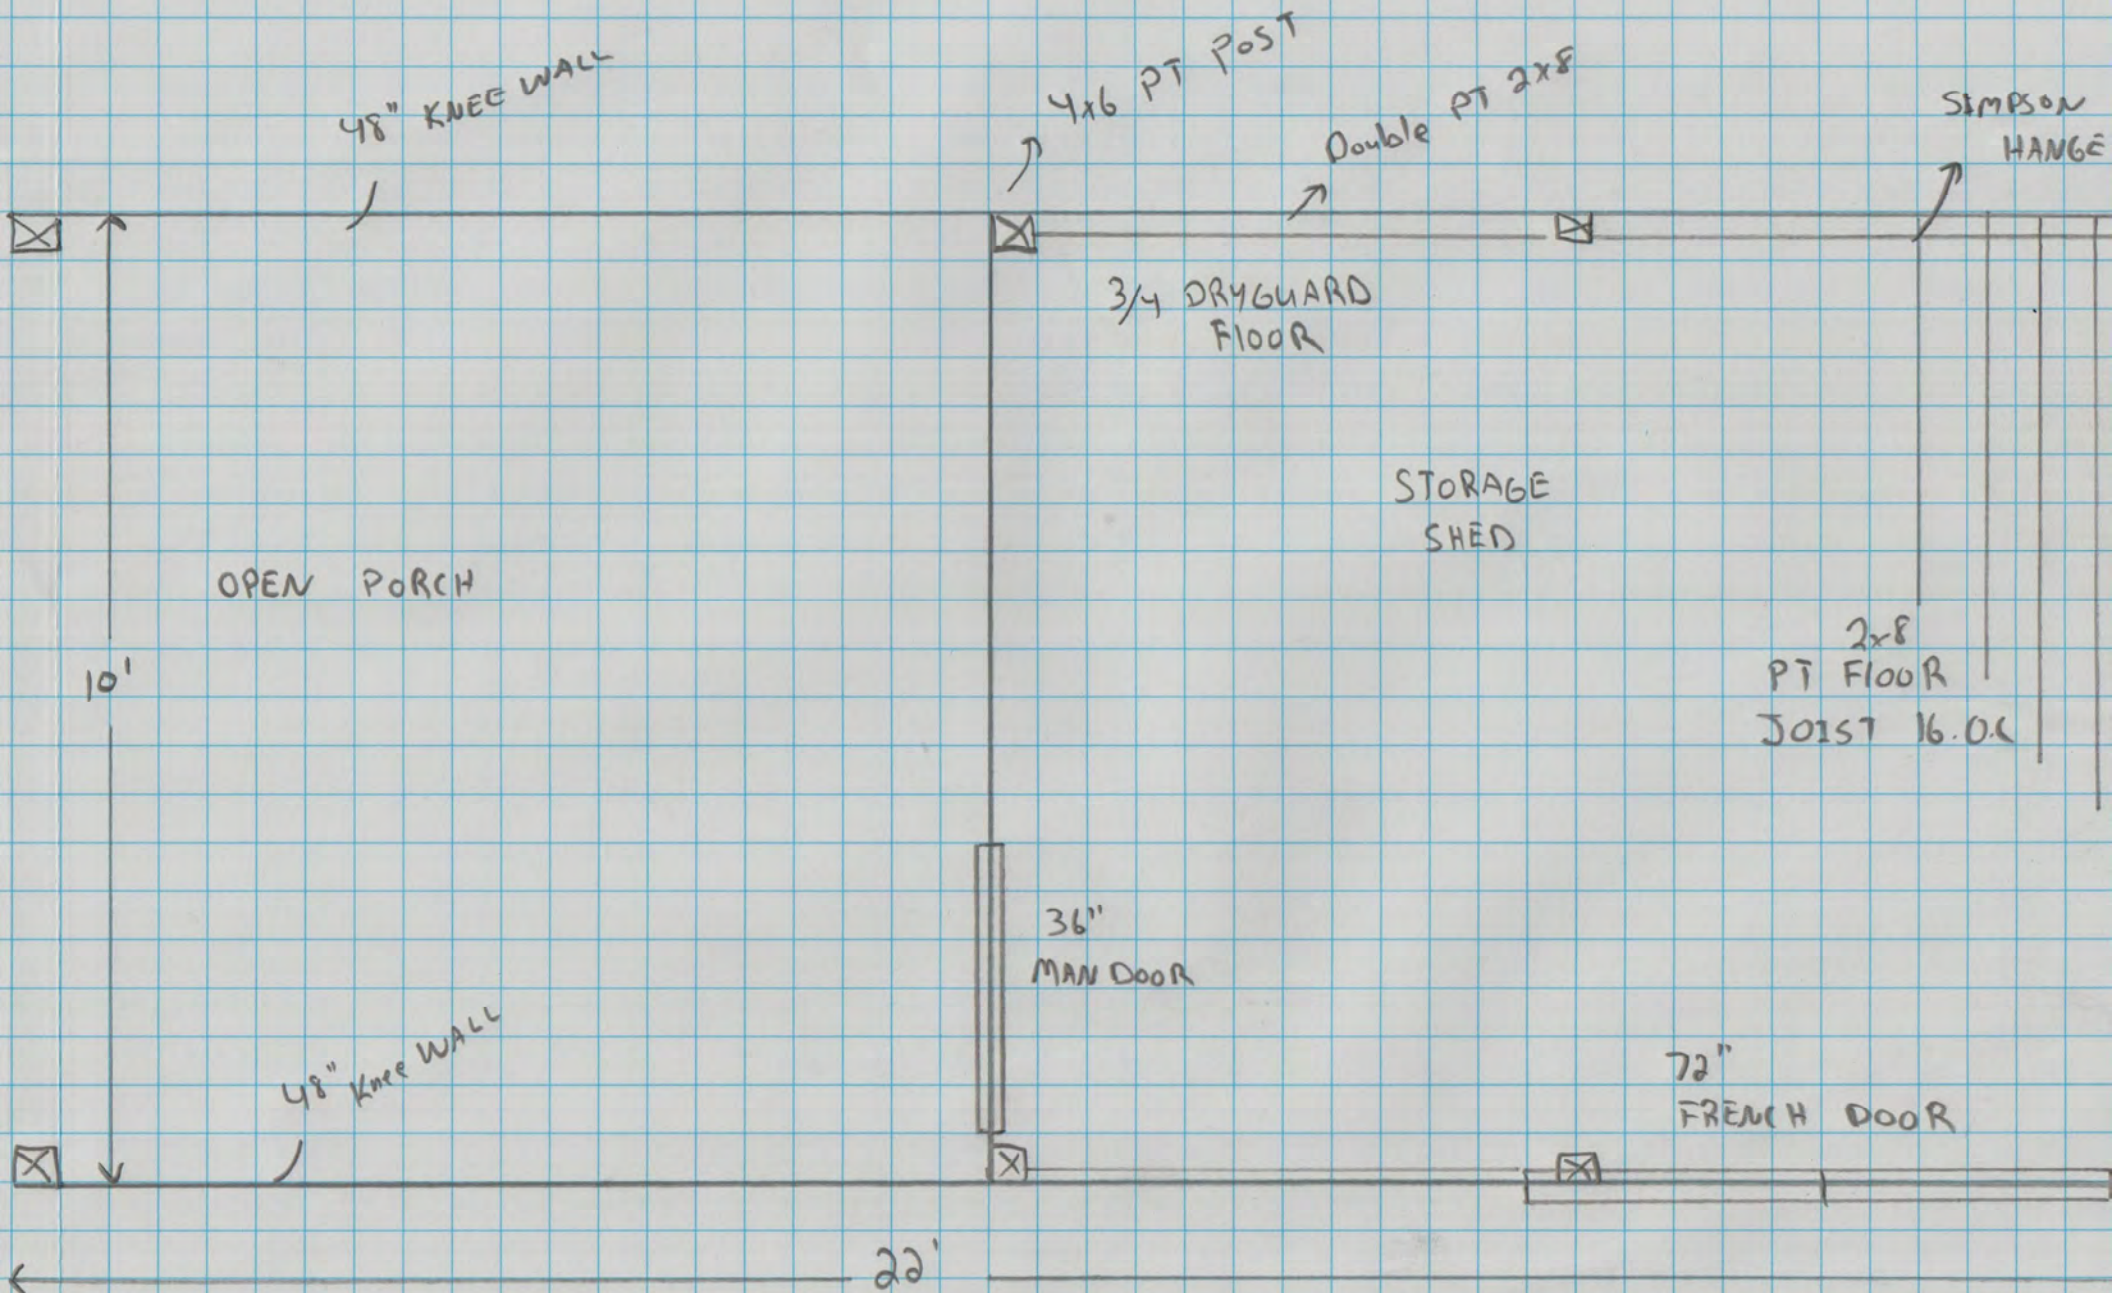 48" KNEE WALL
4x6 PT POST
Double PT 2x8
SIMPSON
HANGE
3/4 DRYGUARD
FlooR
STORAGE
SHED
OPEN PORCH
10'
2x8
PT FlooR
JOIST 16.O.C
36"
MAN DOOR
48" Knee WALL
72"
FRENCH DOOR
22'